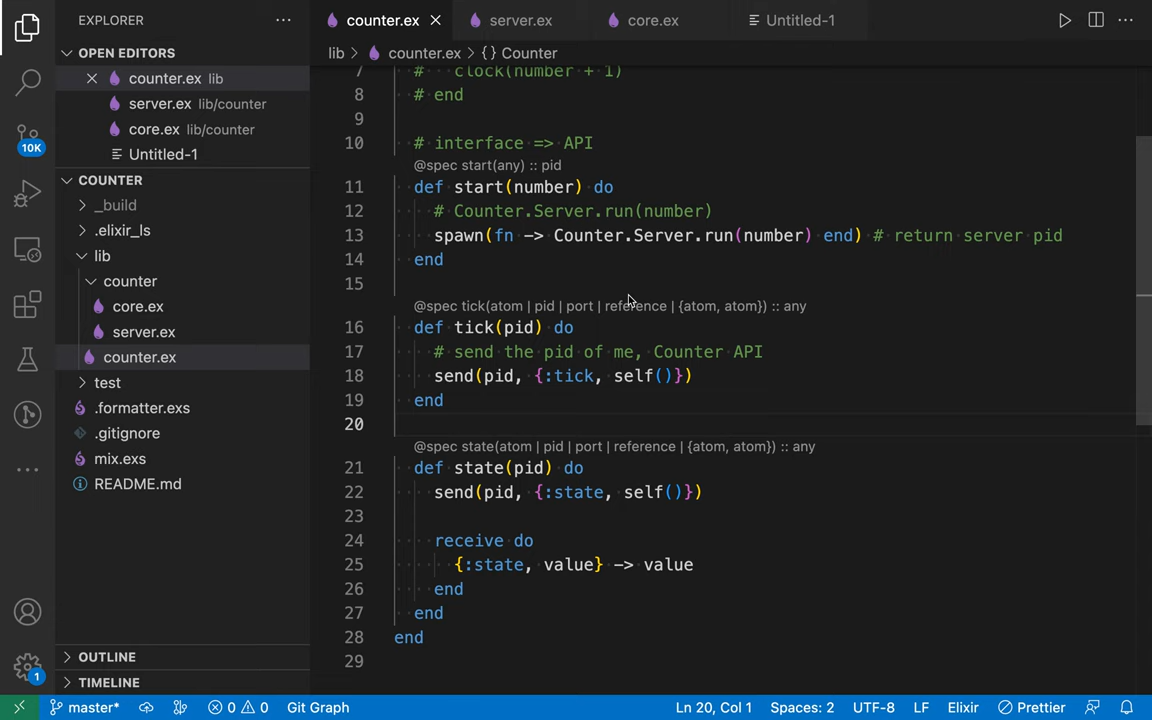 EXPLORER
OPEN EDITORS
counter.ex lib
server.ex lib/counter
core.ex lib/counter
Untitled-1
COUNTER
_build
.elixir_ls
lib
counter
core.ex
server.ex
counter.ex
test
.formatter.exs
.gitignore
mix.exs
README.md
OUTLINE
TIMELINE
10K
1
counter.ex
server.ex
core.ex
Untitled-1
lib > counter.ex > {} Counter
7 # clock(number + 1)
8 # end
9
10 # interface => API
@spec start(any) :: pid
11 def start(number) do
12 # Counter.Server.run(number)
13 spawn(fn -> Counter.Server.run(number) end) # return server pid
14 end
15
@spec tick(atom | pid | port | reference | {atom, atom}) :: any
16 def tick(pid) do
17 # send the pid of me, Counter API
18 send(pid, {:tick, self()})
19 end
20
@spec state(atom | pid | port | reference | {atom, atom}) :: any
21 def state(pid) do
22 send(pid, {:state, self()})
23
24 receive do
25 {:state, value} -> value
26 end
27 end
28 end
29
master* 0 0 Git Graph Ln 20, Col 1 Spaces: 2 UTF-8 LF Elixir Prettier